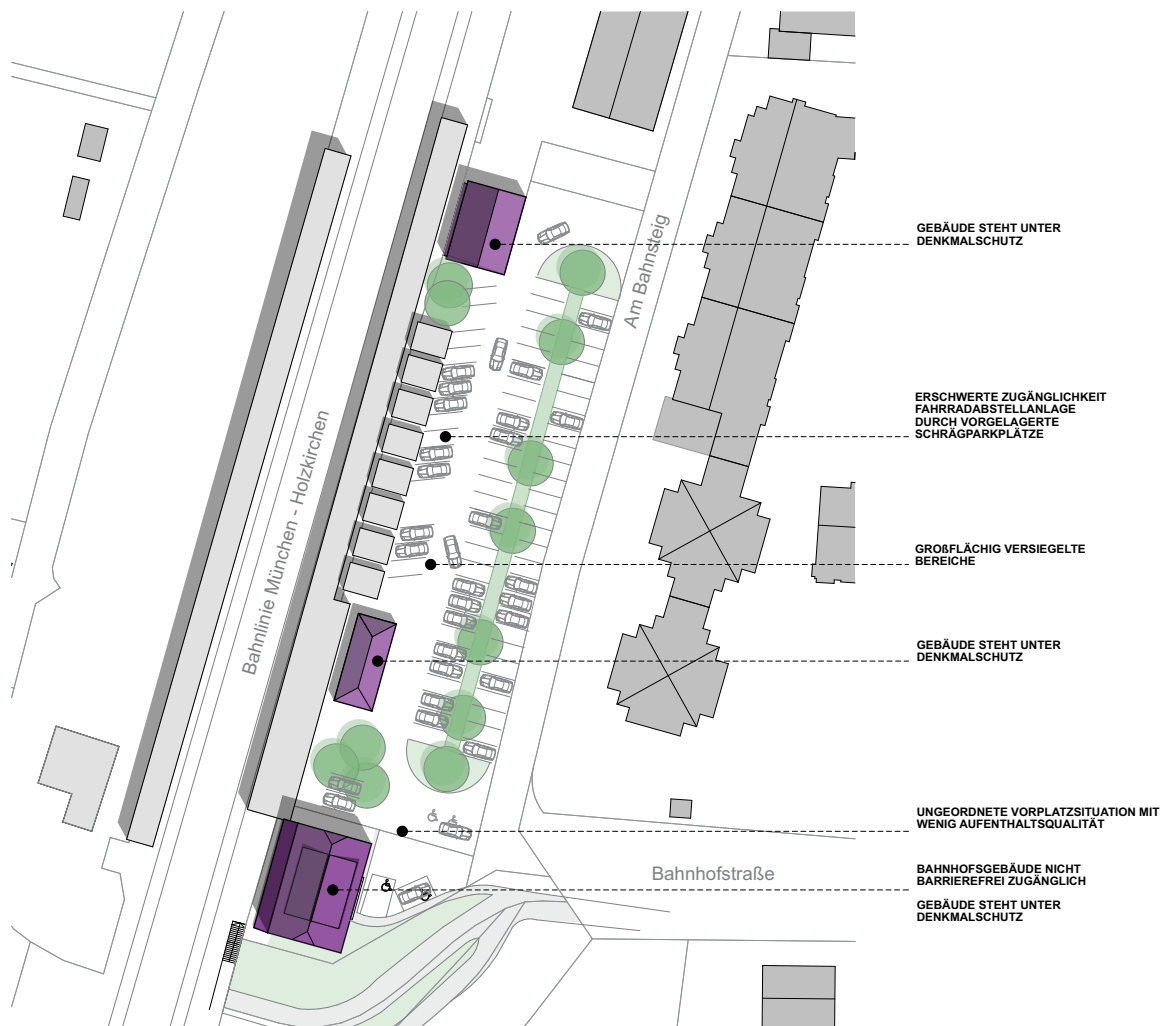 GEBÄUDE STEHT UNTER
DENKMALSCHUTZ
Am Bahnsteig
ERSCHWERTE ZUGÄNGLICHKEIT
FAHRRADABSTELLANLAGE
DURCH VORGELAGERTE
SCHRÄGPARKPLÄTZE
Bahnlinie München - Holzkirchen
GROßFLÄCHIG VERSIEGELTE
BEREICHE
GEBÄUDE STEHT UNTER
DENKMALSCHUTZ
UNGEORDNETE VORPLATZSITUATION MIT
WENIG AUFENTHALTSQUALITÄT
Bahnhofstraße
BAHNHOFSGEBÄUDE NICHT
BARRIEREFREI ZUGÄNGLICH
GEBÄUDE STEHT UNTER
DENKMALSCHUTZ